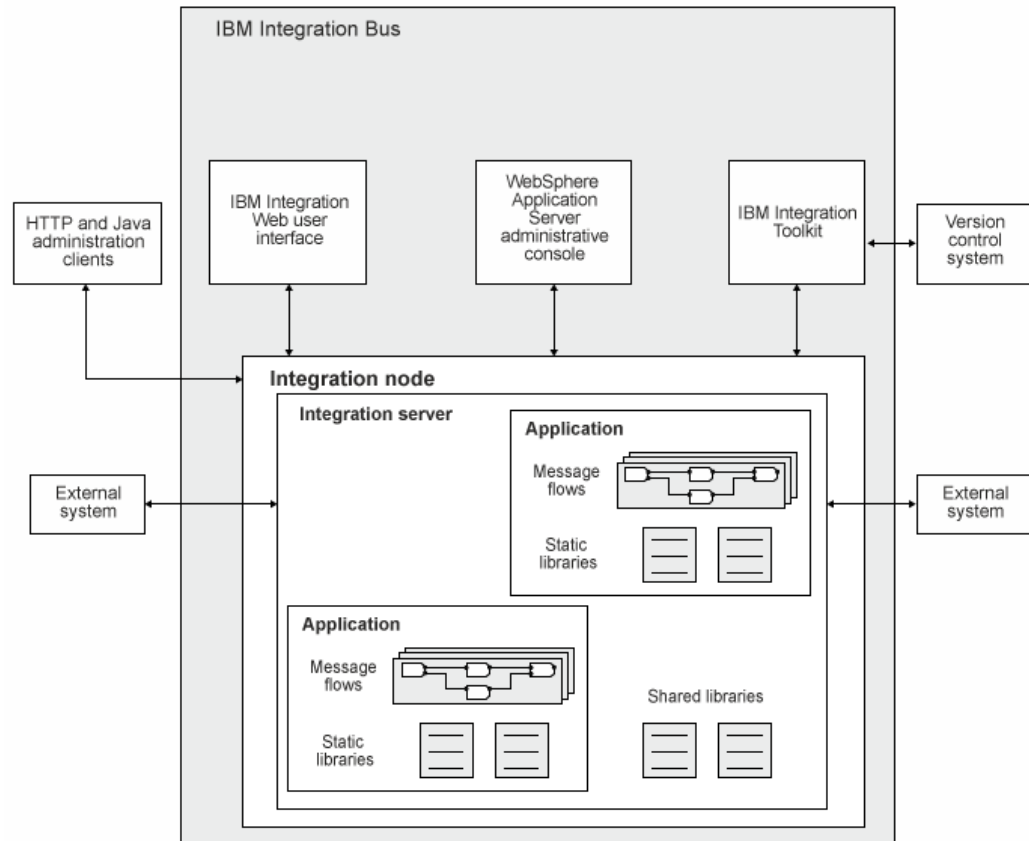 IBM Integration Bus
IBM Integration
Web user
interface
WebSphere
Application
Server
administrative
console
IBM Integration
Toolkit
HTTP and Java
administration
clients
Version
control
system
Integration node
Integration server
Application
Message
flows
Static
libraries
External
system
External
system
Application
Message
flows
Static
libraries
Shared libraries